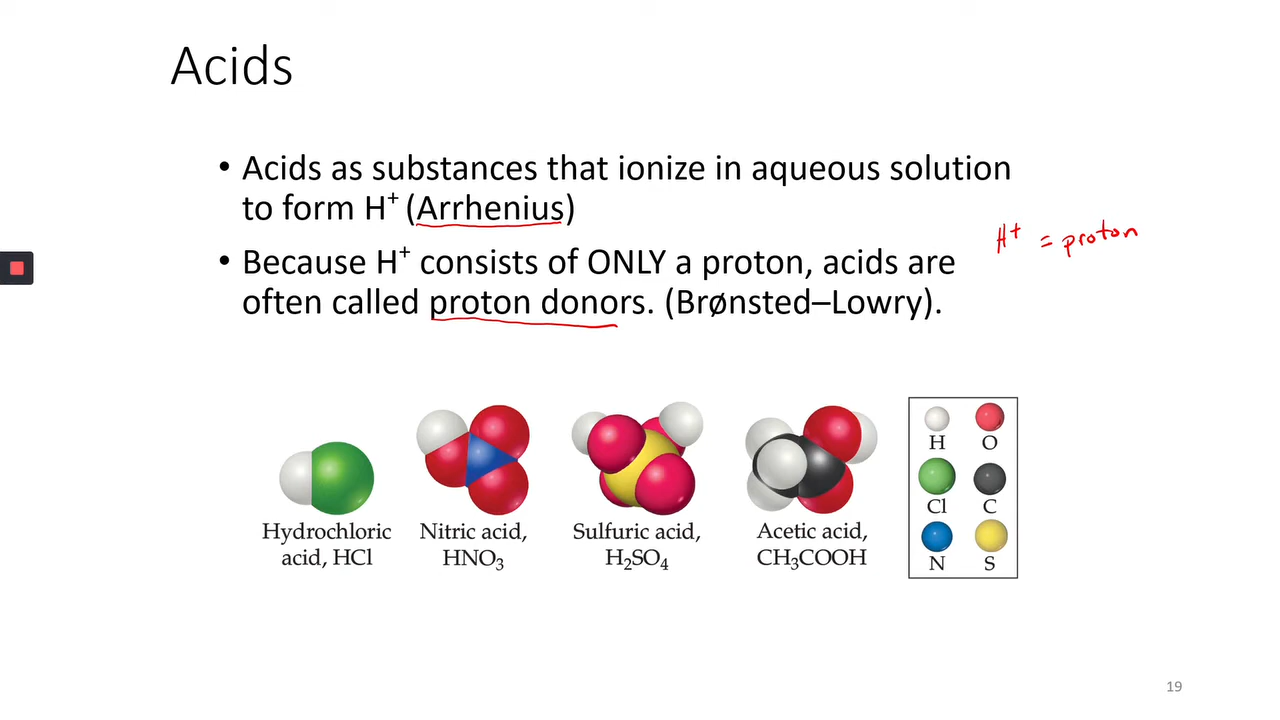 Acids
• Acids as substances that ionize in aqueous solution
to form H⁺ (Arrhenius)
H⁺ = proton
• Because H⁺ consists of ONLY a proton, acids are
often called proton donors. (Brønsted–Lowry).
Hydrochloric
acid, HCl
Nitric acid,
HNO₃
Sulfuric acid,
H₂SO₄
Acetic acid,
CH₃COOH
H O
Cl C
N S
19